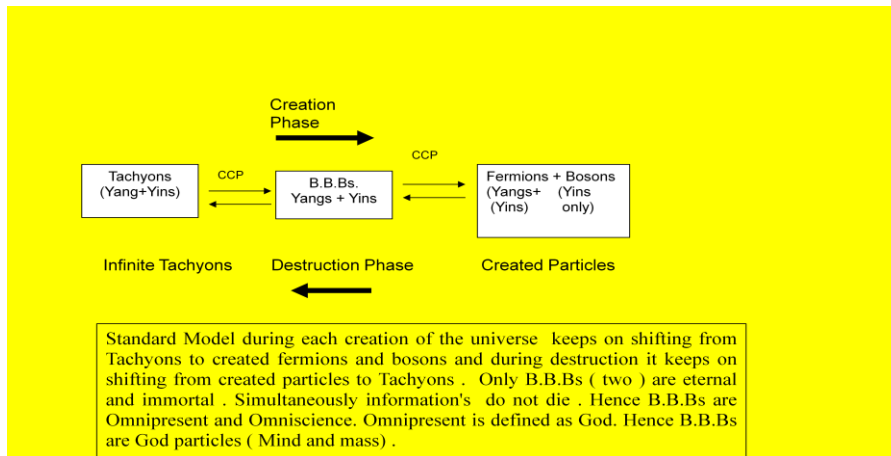 Creation
Phase
CCP
Tachyons
(Yang+Yins)
CCP
B.B.Bs.
Yangs + Yins
Fermions + Bosons
(Yangs+ (Yins
(Yins) only)
Infinite Tachyons
Destruction Phase
Created Particles
Standard Model during each creation of the universe keeps on shifting from
Tachyons to created fermions and bosons and during destruction it keeps on
shifting from created particles to Tachyons . Only B.B.Bs ( two ) are eternal
and immortal . Simultaneously information's do not die . Hence B.B.Bs are
Omnipresent and Omniscience. Omnipresent is defined as God. Hence B.B.Bs
are God particles ( Mind and mass) .